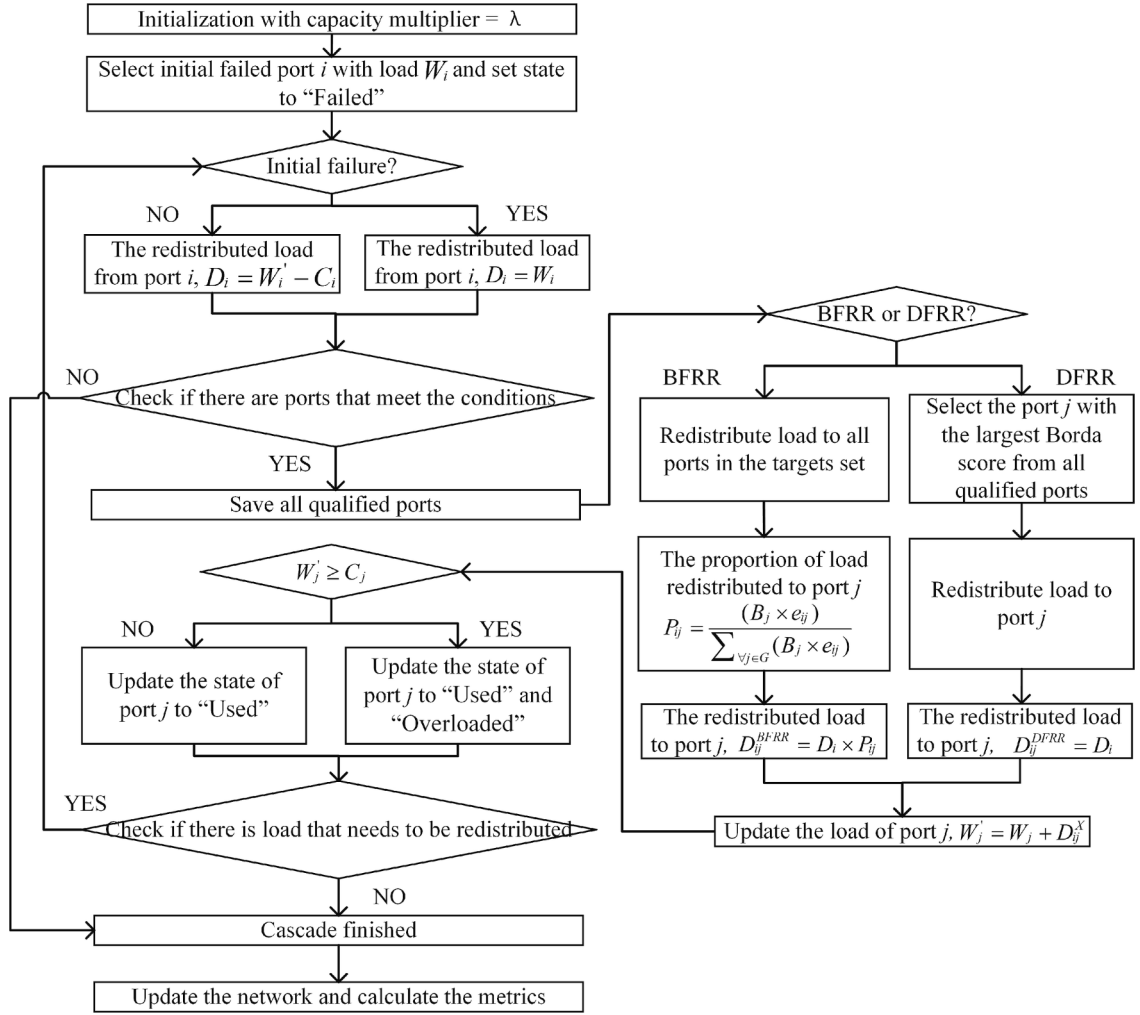 Initialization with capacity multiplier = λ
Select initial failed port i with load W_i and set state
to “Failed”
Initial failure?
NO
YES
The redistributed load
from port i, D_i = W_i' − C_i
The redistributed load
from port i, D_i = W_i
NO
Check if there are ports that meet the conditions
YES
Save all qualified ports
BFRR or DFRR?
BFRR
DFRR
Redistribute load to all
ports in the targets set
Select the port j with
the largest Borda
score from all
qualified ports
The proportion of load
redistributed to port j
P_ij = (B_j × e_ij) / ∑_∀j∈G (B_j × e_ij)
Redistribute load to
port j
The redistributed load
to port j, D_ij^BFRR = D_i × P_ij
The redistributed load
to port j, D_ij^DFRR = D_i
Update the load of port j, W_j' = W_j + D_ij^X
W_j' ≥ C_j
NO
YES
Update the state of
port j to “Used”
Update the state of
port j to “Used” and
“Overloaded”
YES
Check if there is load that needs to be redistributed
NO
Cascade finished
Update the network and calculate the metrics